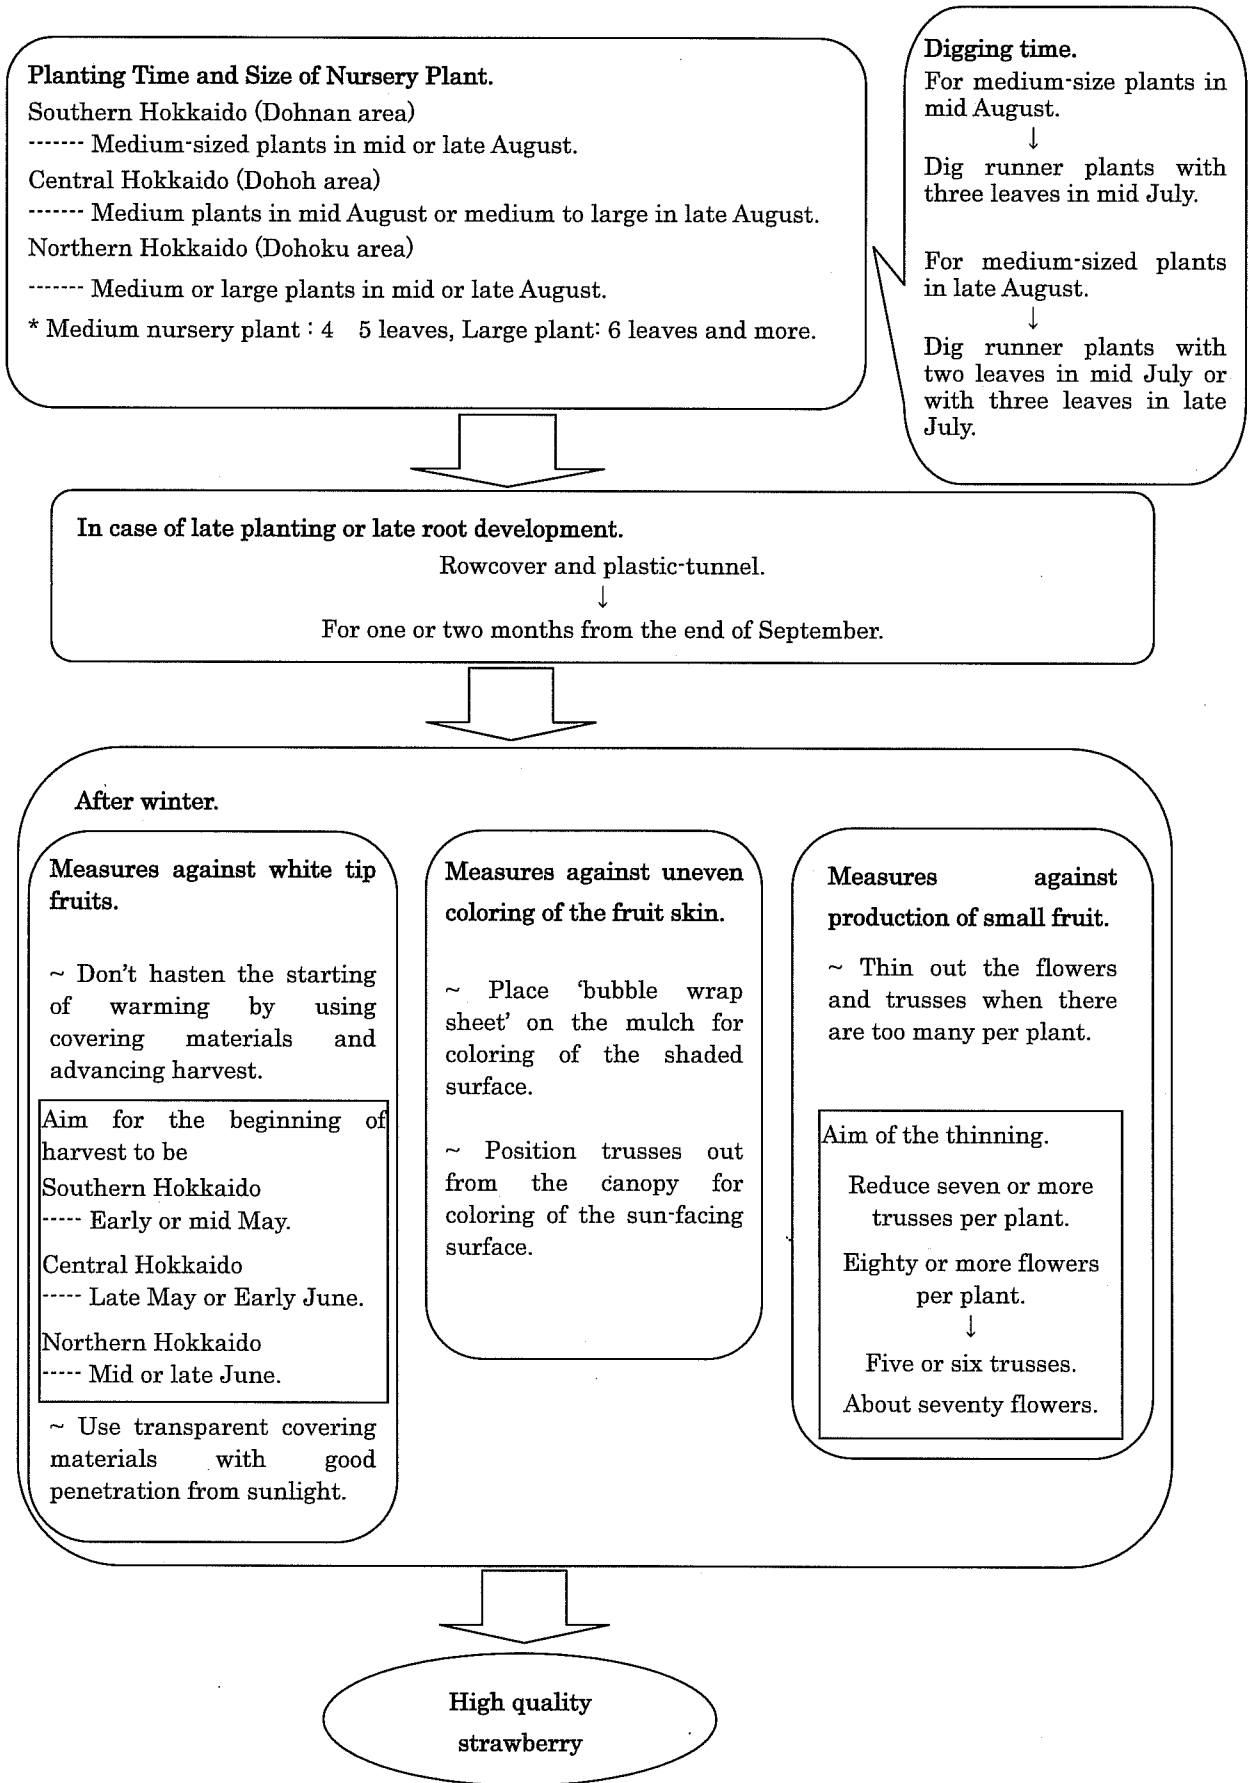 Planting Time and Size of Nursery Plant.
Southern Hokkaido (Dohnan area)
------- Medium-sized plants in mid or late August.
Central Hokkaido (Dohoh area)
------- Medium plants in mid August or medium to large in late August.
Northern Hokkaido (Dohoku area)
------- Medium or large plants in mid or late August.
* Medium nursery plant : 4 5 leaves, Large plant: 6 leaves and more.
Digging time.
For medium-size plants in
mid August.
↓
Dig runner plants with
three leaves in mid July.
For medium-sized plants
in late August.
↓
Dig runner plants with
two leaves in mid July or
with three leaves in late
July.
In case of late planting or late root development.
Rowcover and plastic-tunnel.
↓
For one or two months from the end of September.
After winter.
Measures against white tip
fruits.
~ Don't hasten the starting
of warming by using
covering materials and
advancing harvest.
Aim for the beginning of
harvest to be
Southern Hokkaido
----- Early or mid May.
Central Hokkaido
----- Late May or Early June.
Northern Hokkaido
----- Mid or late June.
~ Use transparent covering
materials with good
penetration from sunlight.
Measures against uneven
coloring of the fruit skin.
~ Place 'bubble wrap
sheet' on the mulch for
coloring of the shaded
surface.
~ Position trusses out
from the canopy for
coloring of the sun-facing
surface.
Measures against
production of small fruit.
~ Thin out the flowers
and trusses when there
are too many per plant.
Aim of the thinning.
Reduce seven or more
trusses per plant.
Eighty or more flowers
per plant.
↓
Five or six trusses.
About seventy flowers.
High quality
strawberry